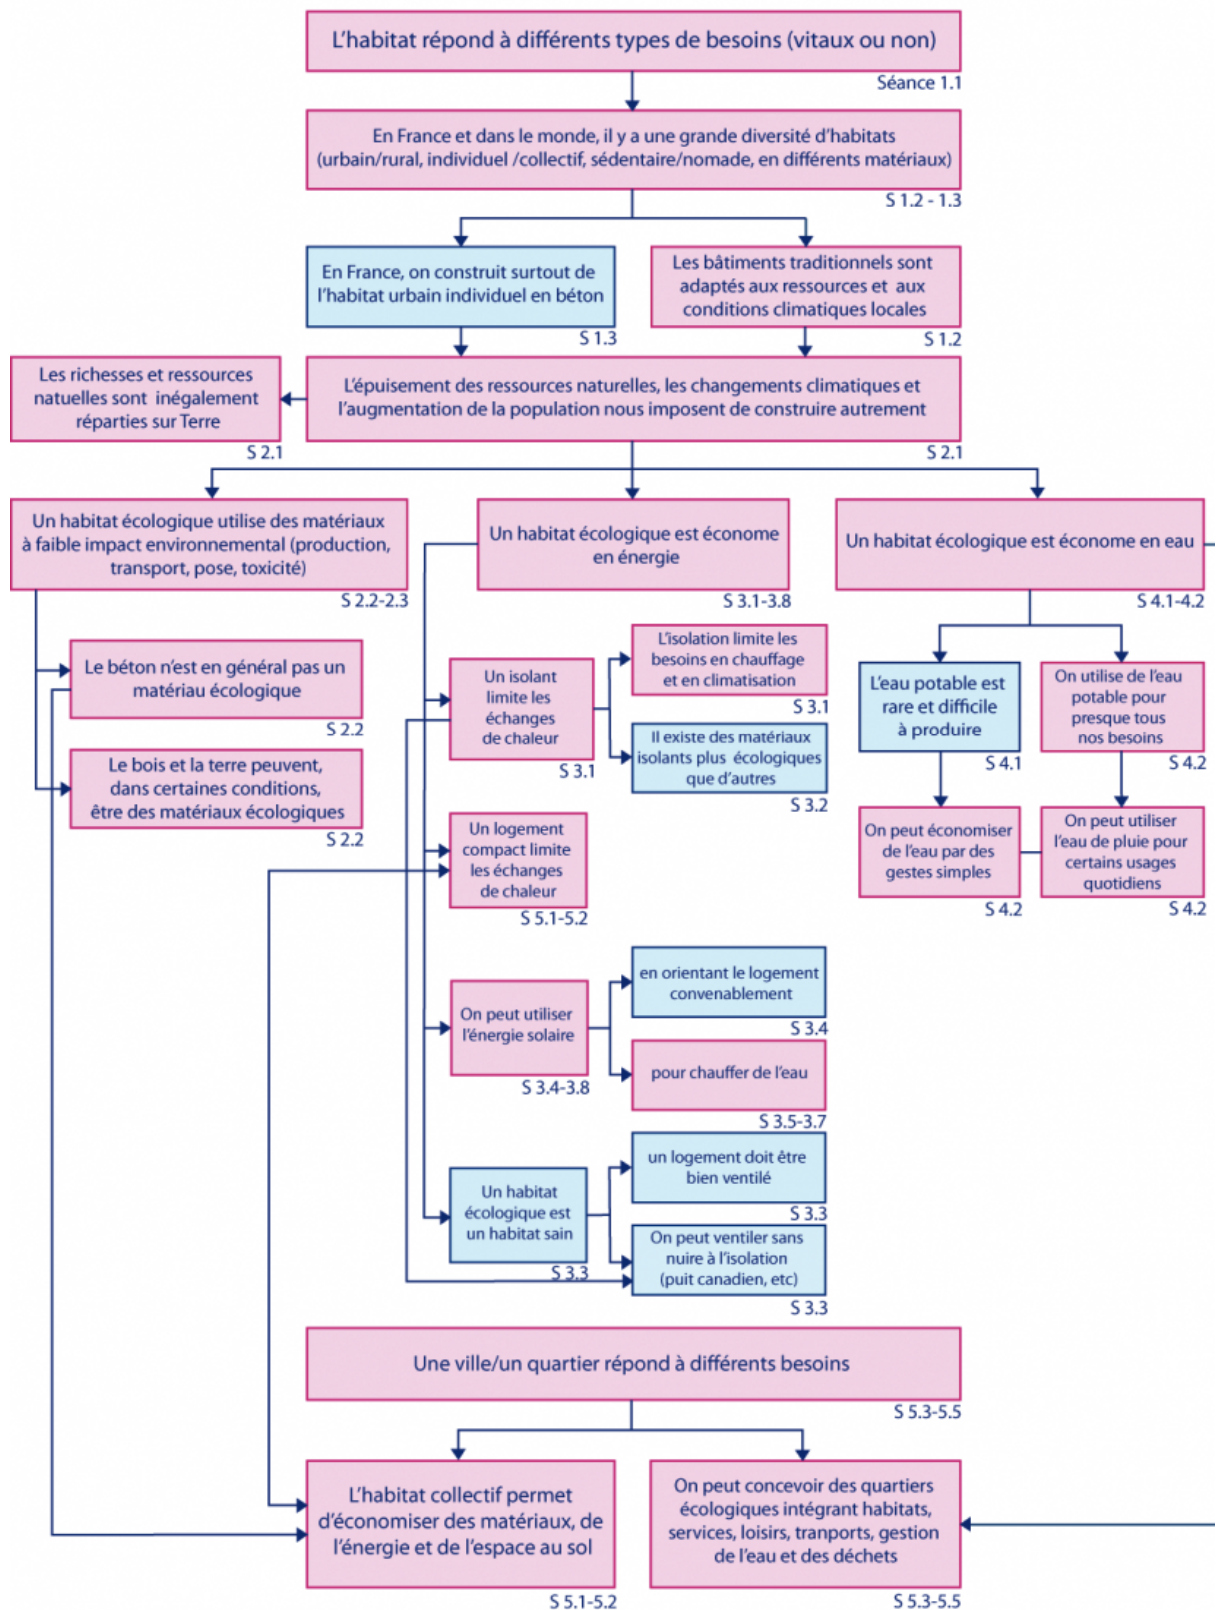 L'habitat répond à différents types de besoins (vitaux ou non)
Séance 1.1
En France et dans le monde, il y a une grande diversité d'habitats
(urbain/rural, individuel /collectif, sédentaire/nomade, en différents matériaux)
S 1.2 - 1.3
En France, on construit surtout de
l'habitat urbain individuel en béton
S 1.3
Les bâtiments traditionnels sont
adaptés aux ressources et aux
conditions climatiques locales
S 1.2
Les richesses et ressources
natuelles sont inégalement
réparties sur Terre
S 2.1
L'épuisement des ressources naturelles, les changements climatiques et
l'augmentation de la population nous imposent de construire autrement
S 2.1
Un habitat écologique utilise des matériaux
à faible impact environnemental (production,
transport, pose, toxicité)
S 2.2-2.3
Un habitat écologique est économe
en énergie
S 3.1-3.8
Un habitat écologique est économe en eau
S 4.1-4.2
Le béton n'est en général pas un
matériau écologique
S 2.2
Le bois et la terre peuvent,
dans certaines conditions,
être des matériaux écologiques
S 2.2
Un isolant
limite les
échanges
de chaleur
S 3.1
L'isolation limite les
besoins en chauffage
et en climatisation
S 3.1
Il existe des matériaux
isolants plus écologiques
que d'autres
S 3.2
L'eau potable est
rare et difficile
à produire
S 4.1
On utilise de l'eau
potable pour
presque tous
nos besoins
S 4.2
On peut économiser
de l'eau par des
gestes simples
S 4.2
On peut utiliser
l'eau de pluie pour
certains usages
quotidiens
S 4.2
Un logement
compact limite
les échanges
de chaleur
S 5.1-5.2
On peut utiliser
l'énergie solaire
S 3.4-3.8
en orientant le logement
convenablement
S 3.4
pour chauffer de l'eau
S 3.5-3.7
Un habitat
écologique est
un habitat sain
S 3.3
un logement doit être
bien ventilé
S 3.3
On peut ventiler sans
nuire à l'isolation
(puit canadien, etc)
S 3.3
Une ville/un quartier répond à différents besoins
S 5.3-5.5
L'habitat collectif permet
d'économiser des matériaux, de
l'énergie et de l'espace au sol
S 5.1-5.2
On peut concevoir des quartiers
écologiques intégrant habitats,
services, loisirs, tranports, gestion
de l'eau et des déchets
S 5.3-5.5